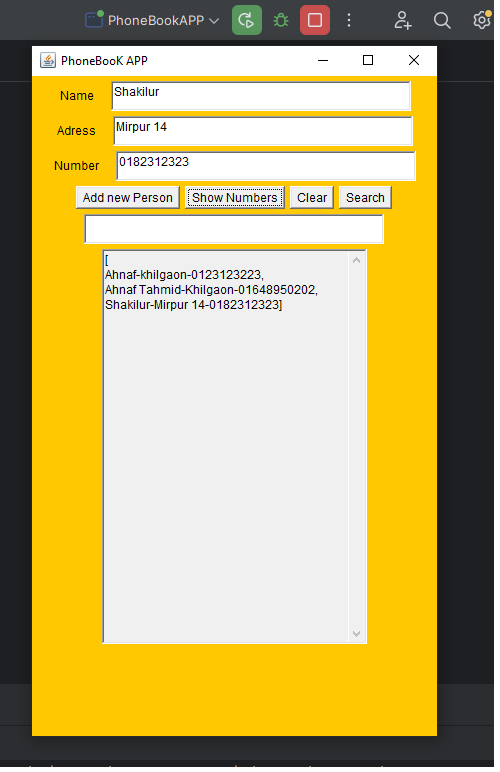 PhoneBookAPP
PhoneBooK APP
Name Shakilur
Adress Mirpur 14
Number 0182312323
Add new Person Show Numbers Clear Search
[
Ahnaf-khilgaon-0123123223,
Ahnaf Tahmid-Khilgaon-01648950202,
Shakilur-Mirpur 14-0182312323]